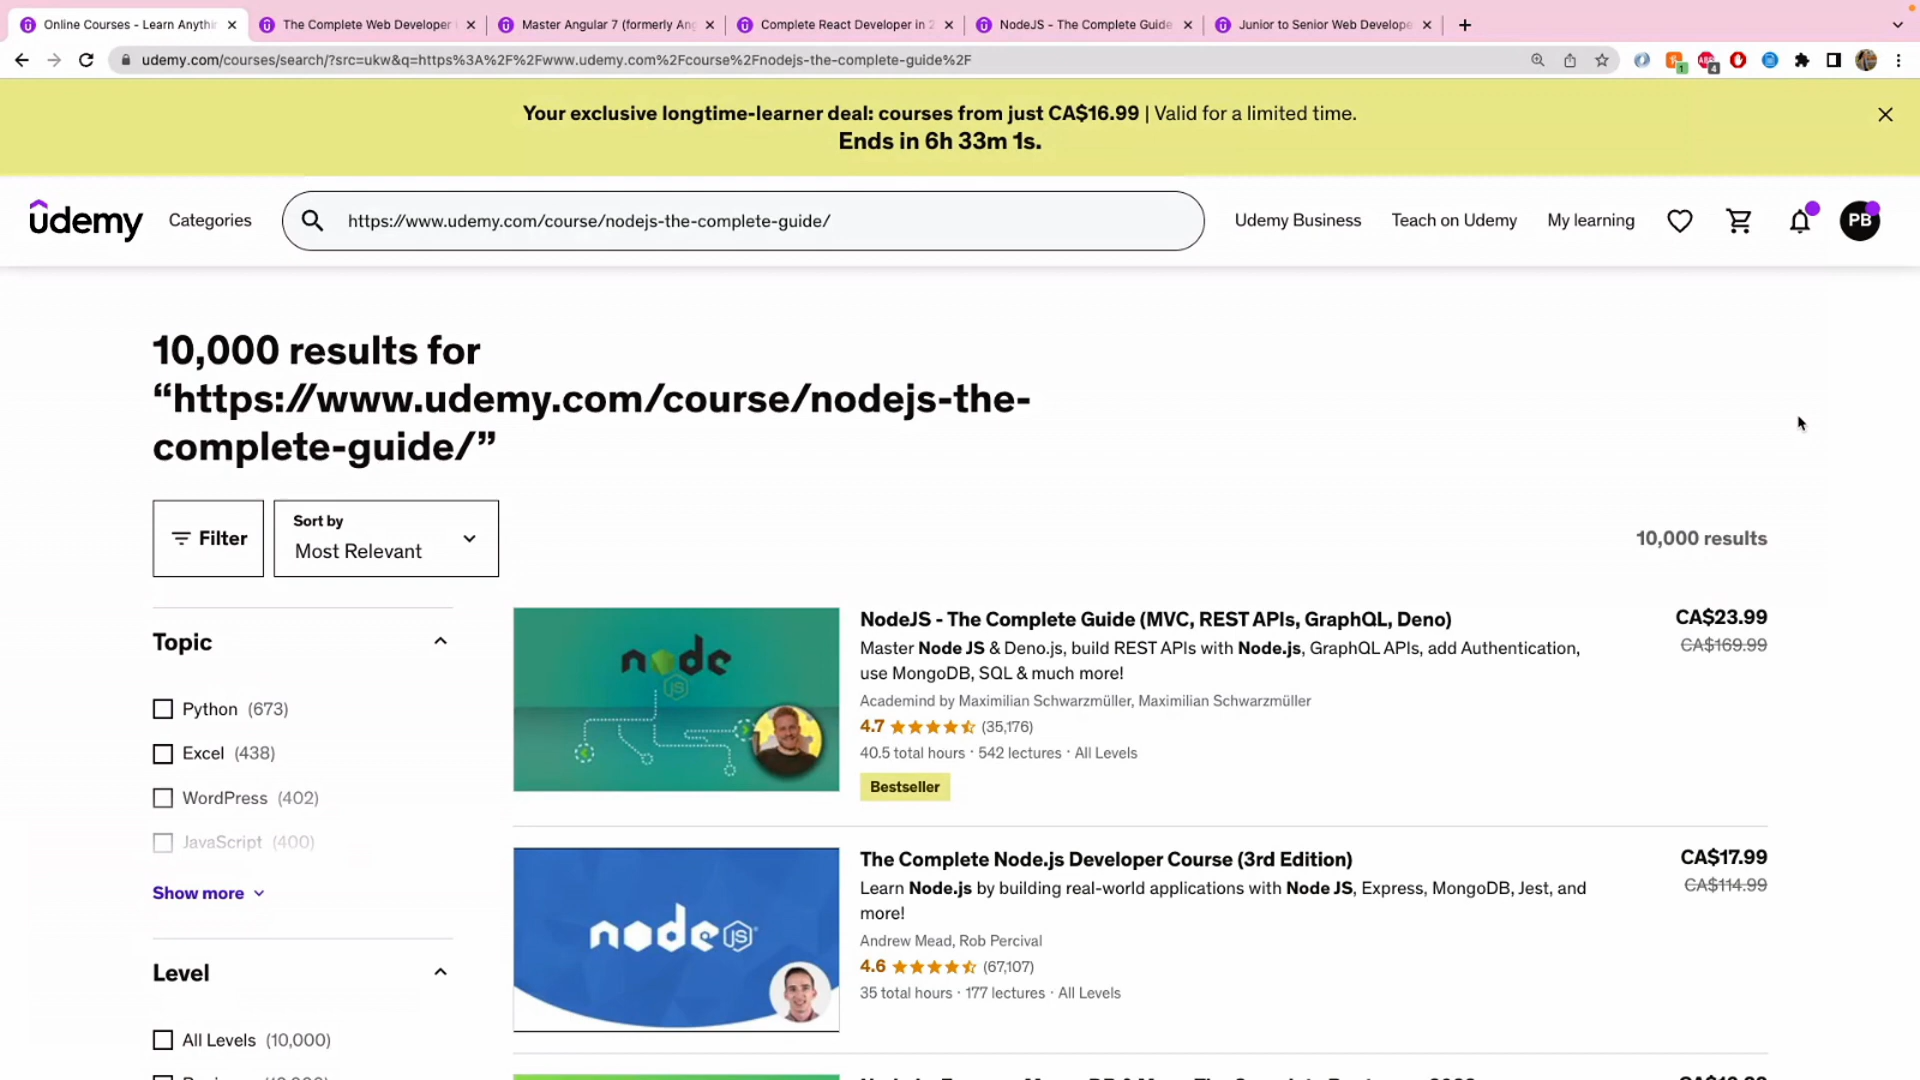 Online Courses - Learn Anythin
The Complete Web Developer
Master Angular 7 (formerly Ang
Complete React Developer in 2
NodeJS - The Complete Guide
Junior to Senior Web Develope
udemy.com/courses/search/?src=ukw&q=https%3A%2F%2Fwww.udemy.com%2Fcourse%2Fnodejs-the-complete-guide%2F
1
4
Your exclusive longtime-learner deal: courses from just CA$16.99 | Valid for a limited time.
Ends in 6h 33m 1s.
udemy
Categories
https://www.udemy.com/course/nodejs-the-complete-guide/
Udemy Business
Teach on Udemy
My learning
PB
10,000 results for
“https://www.udemy.com/course/nodejs-the-
complete-guide/”
Filter
Sort by
Most Relevant
10,000 results
Topic
Python (673)
Excel (438)
WordPress (402)
JavaScript (400)
Show more
Level
All Levels (10,000)
node
JS
NodeJS - The Complete Guide (MVC, REST APIs, GraphQL, Deno)
CA$23.99
Master Node JS & Deno.js, build REST APIs with Node.js, GraphQL APIs, add Authentication,
CA$169.99
use MongoDB, SQL & much more!
Academind by Maximilian Schwarzmüller, Maximilian Schwarzmüller
4.7 (35,176)
40.5 total hours · 542 lectures · All Levels
Bestseller
node JS
The Complete Node.js Developer Course (3rd Edition)
CA$17.99
Learn Node.js by building real-world applications with Node JS, Express, MongoDB, Jest, and
CA$114.99
more!
Andrew Mead, Rob Percival
4.6 (67,107)
35 total hours · 177 lectures · All Levels